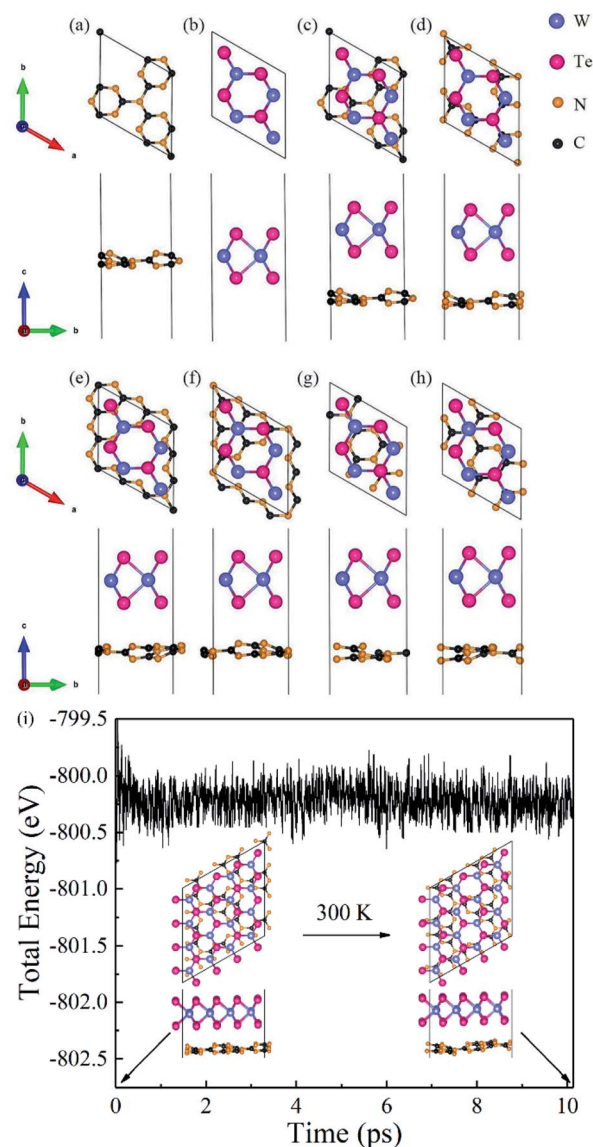 (a) (b) (c) (d) W
Te
N
C
b
a
c
b
(e) (f) (g) (h)
b
a
c
b
(i)
-799.5
-800.0
-800.5
-801.0
-801.5
-802.0
-802.5
Total Energy (eV)
300 K
0 2 4 6 8 10
Time (ps)